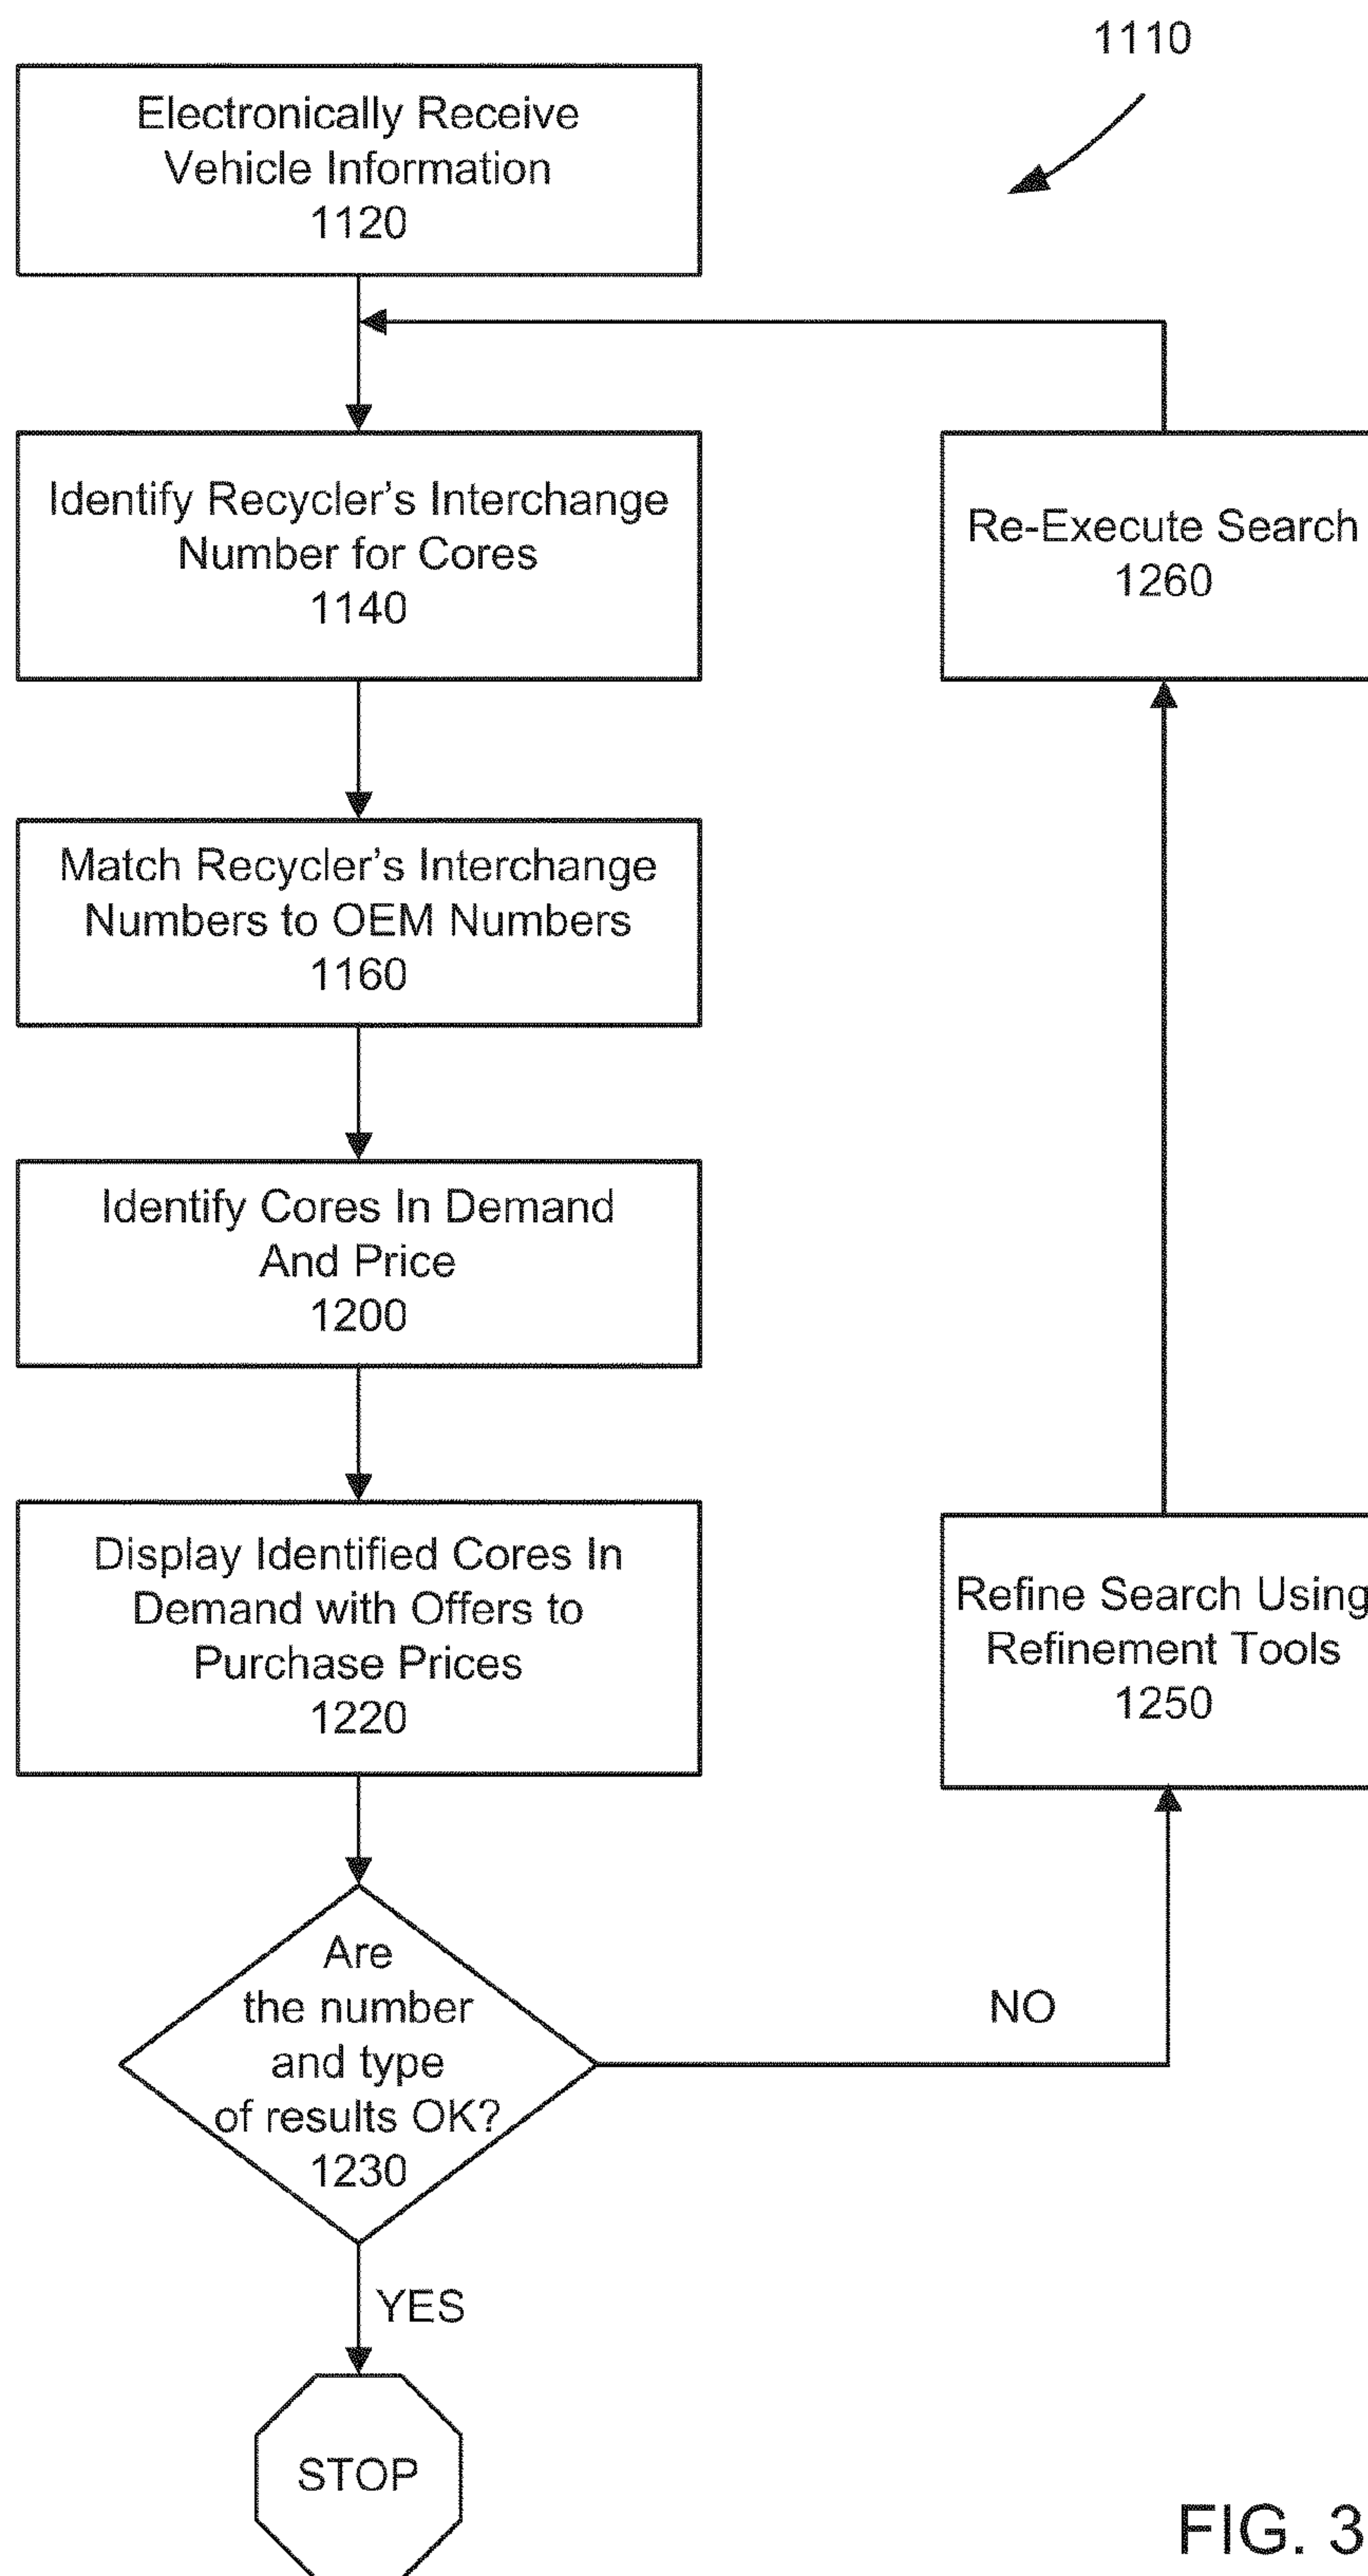 1110
Electronically Receive
Vehicle Information
1120
Identify Recycler's Interchange
Number for Cores
1140
Re-Execute Search
1260
Match Recycler's Interchange
Numbers to OEM Numbers
1160
Identify Cores In Demand
And Price
1200
Display Identified Cores In
Demand with Offers to
Purchase Prices
1220
Refine Search Using
Refinement Tools
1250
Are
the number
and type
of results OK?
1230
NO
YES
STOP
FIG. 3